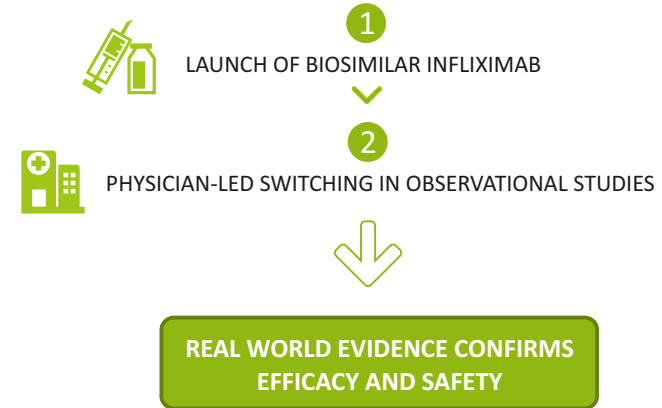 1
LAUNCH OF BIOSIMILAR INFLIXIMAB
2
PHYSICIAN-LED SWITCHING IN OBSERVATIONAL STUDIES
REAL WORLD EVIDENCE CONFIRMS
EFFICACY AND SAFETY